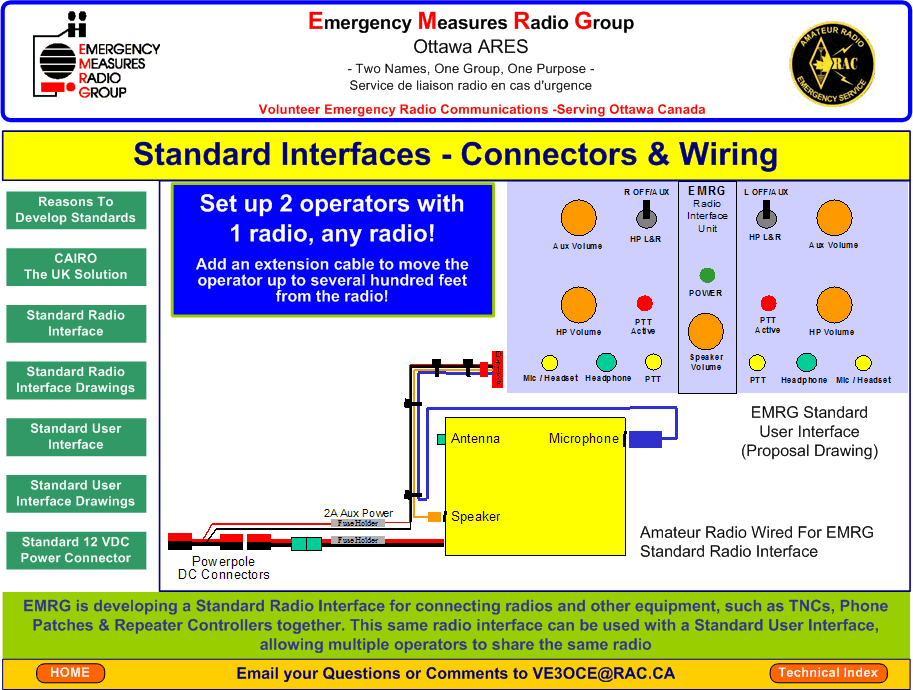 EMERGENCY
MEASURES
RADIO
GROUP
Emergency Measures Radio Group
Ottawa ARES
- Two Names, One Group, One Purpose -
Service de liaison radio en cas d'urgence
Volunteer Emergency Radio Communications -Serving Ottawa Canada
AMATEUR RADIO
RAC
EMERGENCY SERVICE
Standard Interfaces - Connectors & Wiring
Reasons To
Develop Standards
CAIRO
The UK Solution
Standard Radio
Interface
Standard Radio
Interface Drawings
Standard User
Interface
Standard User
Interface Drawings
Standard 12 VDC
Power Connector
Set up 2 operators with
1 radio, any radio!
Add an extension cable to move the
operator up to several hundred feet
from the radio!
R OFF/AUX
EMRG
Radio
Interface
Unit
L OFF/AUX
Aux Volume
HP L&R
HP L&R
Aux Volume
POWER
HP Volume
PTT
Active
PTT
Active
HP Volume
Speaker
Volume
Mic / Headset
Headphone
PTT
PTT
Headphone
Mic / Headset
EMRG Standard
User Interface
(Proposal Drawing)
Antenna
Microphone
Speaker
2A Aux Power
FuseHolder
FuseHolder
Powerpole
DC Connectors
Amateur Radio Wired For EMRG
Standard Radio Interface
EMRG is developing a Standard Radio Interface for connecting radios and other equipment, such as TNCs, Phone
Patches & Repeater Controllers together. This same radio interface can be used with a Standard User Interface,
allowing multiple operators to share the same radio
HOME
Email your Questions or Comments to VE3OCE@RAC.CA
Technical Index